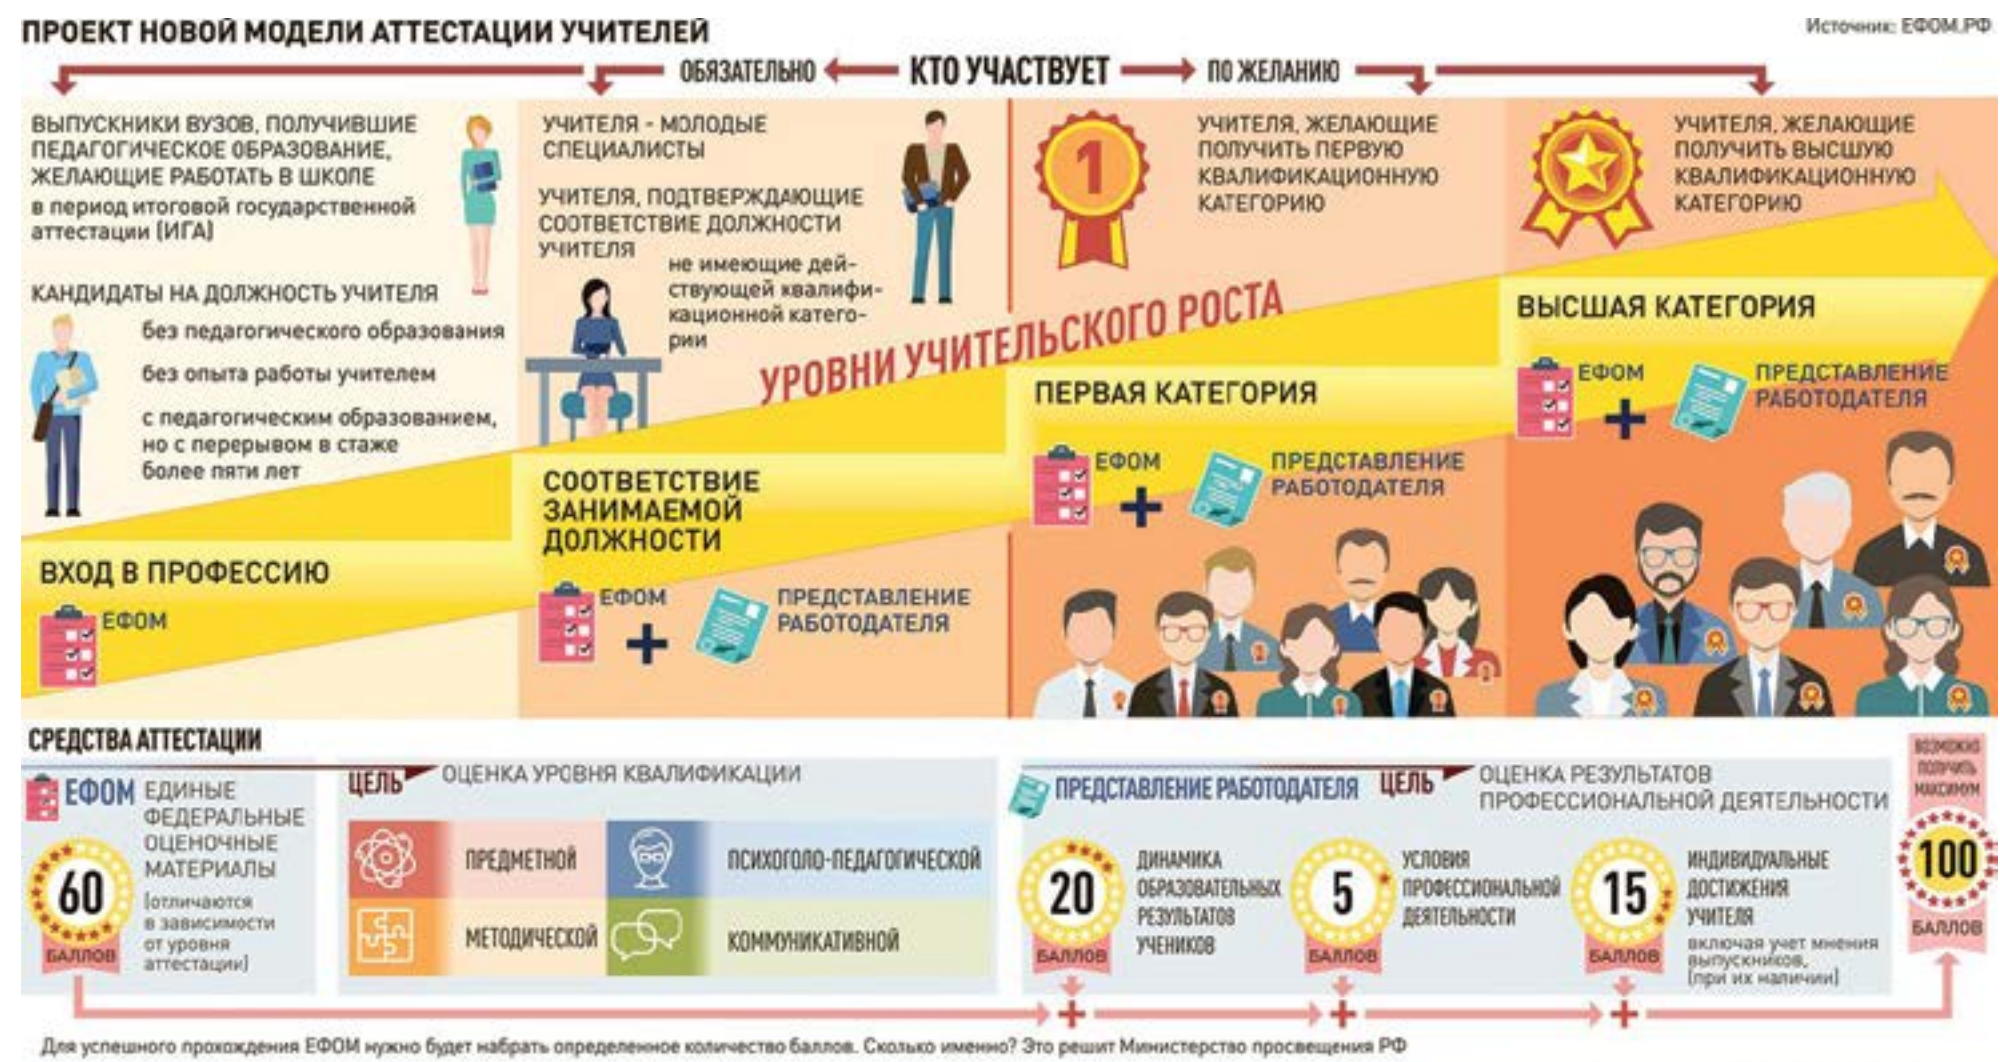 ПРОЕКТ НОВОЙ МОДЕЛИ АТТЕСТАЦИИ УЧИТЕЛЕЙ
Источник: ЕФОМ.РФ
ОБЯЗАТЕЛЬНО
КТО УЧАСТВУЕТ
ПО ЖЕЛАНИЮ
ВЫПУСКНИКИ ВУЗОВ, ПОЛУЧИВШИЕ
ПЕДАГОГИЧЕСКОЕ ОБРАЗОВАНИЕ,
ЖЕЛАЮЩИЕ РАБОТАТЬ В ШКОЛЕ
в период итоговой государственной
аттестации (ИГА)
КАНДИДАТЫ НА ДОЛЖНОСТЬ УЧИТЕЛЯ
без педагогического образования
без опыта работы учителем
с педагогическим образованием,
но с перерывом в стаже
более пяти лет
УЧИТЕЛЯ - МОЛОДЫЕ
СПЕЦИАЛИСТЫ
УЧИТЕЛЯ, ПОДТВЕРЖДАЮЩИЕ
СООТВЕТСТВИЕ ДОЛЖНОСТИ
УЧИТЕЛЯ
не имеющие дей-
ствующей квалифи-
кационной катего-
рии
1
УЧИТЕЛЯ, ЖЕЛАЮЩИЕ
ПОЛУЧИТЬ ПЕРВУЮ
КВАЛИФИКАЦИОННУЮ
КАТЕГОРИЮ
УЧИТЕЛЯ, ЖЕЛАЮЩИЕ
ПОЛУЧИТЬ ВЫСШУЮ
КВАЛИФИКАЦИОННУЮ
КАТЕГОРИЮ
УРОВНИ УЧИТЕЛЬСКОГО РОСТА
ВХОД В ПРОФЕССИЮ
ЕФОМ
СООТВЕТСТВИЕ
ЗАНИМАЕМОЙ
ДОЛЖНОСТИ
ЕФОМ
+
ПРЕДСТАВЛЕНИЕ
РАБОТОДАТЕЛЯ
ПЕРВАЯ КАТЕГОРИЯ
ЕФОМ
+
ПРЕДСТАВЛЕНИЕ
РАБОТОДАТЕЛЯ
ВЫСШАЯ КАТЕГОРИЯ
ЕФОМ
+
ПРЕДСТАВЛЕНИЕ
РАБОТОДАТЕЛЯ
СРЕДСТВА АТТЕСТАЦИИ
ЕФОМ
ЕДИНЫЕ
ФЕДЕРАЛЬНЫЕ
ОЦЕНОЧНЫЕ
МАТЕРИАЛЫ
(отличаются
в зависимости
от уровня
аттестации)
60
БАЛЛОВ
ЦЕЛЬ
ОЦЕНКА УРОВНЯ КВАЛИФИКАЦИИ
ПРЕДМЕТНОЙ
ПСИХОГОЛО-ПЕДАГОГИЧЕСКОЙ
МЕТОДИЧЕСКОЙ
КОММУНИКАТИВНОЙ
ПРЕДСТАВЛЕНИЕ РАБОТОДАТЕЛЯ
ЦЕЛЬ
ОЦЕНКА РЕЗУЛЬТАТОВ
ПРОФЕССИОНАЛЬНОЙ ДЕЯТЕЛЬНОСТИ
20
БАЛЛОВ
ДИНАМИКА
ОБРАЗОВАТЕЛЬНЫХ
РЕЗУЛЬТАТОВ
УЧЕНИКОВ
5
БАЛЛОВ
УСЛОВИЯ
ПРОФЕССИОНАЛЬНОЙ
ДЕЯТЕЛЬНОСТИ
15
БАЛЛОВ
ИНДИВИДУАЛЬНЫЕ
ДОСТИЖЕНИЯ
УЧИТЕЛЯ
включая учет мнения
выпускников,
(при их наличии)
ВОЗМОЖНО
ПОЛУЧИТЬ
МАКСИМУМ
100
БАЛЛОВ
+ + +
Для успешного прохождения ЕФОМ нужно будет набрать определенное количество баллов. Сколько именно? Это решит Министерство просвещения РФ